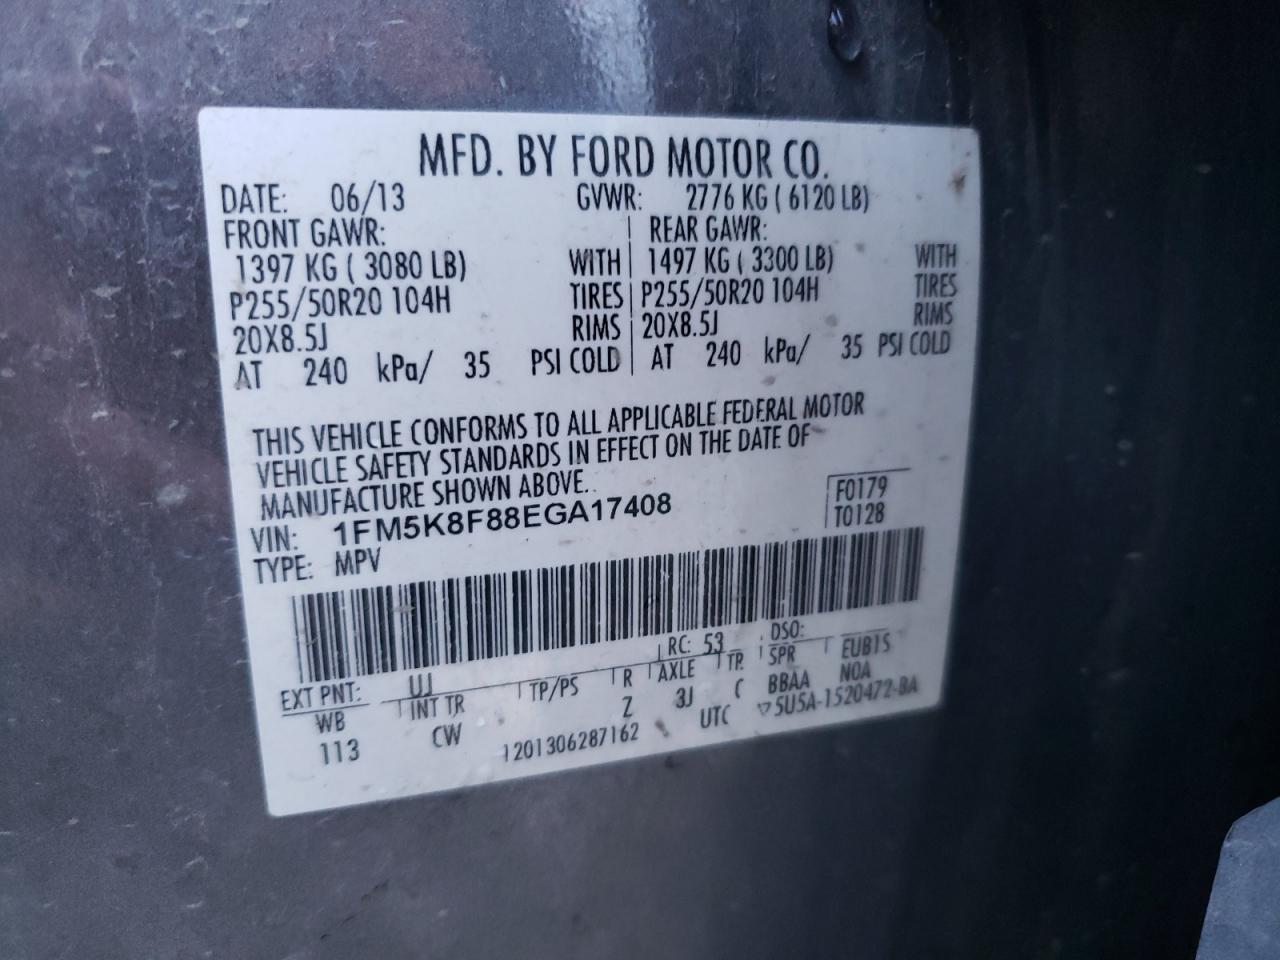 MFD. BY FORD MOTOR CO.
DATE: 06/13 GVWR: 2776 KG ( 6120 LB)
FRONT GAWR: REAR GAWR:
1397 KG ( 3080 LB) WITH 1497 KG ( 3300 LB) WITH
P255/50R20 104H TIRES P255/50R20 104H TIRES
20X8.5J RIMS 20X8.5J RIMS
AT 240 kPa/ 35 PSI COLD AT 240 kPa/ 35 PSI COLD
THIS VEHICLE CONFORMS TO ALL APPLICABLE FEDERAL MOTOR
VEHICLE SAFETY STANDARDS IN EFFECT ON THE DATE OF
MANUFACTURE SHOWN ABOVE.
F0179
VIN: 1FM5K8F88EGA17408
T0128
TYPE: MPV
EXT PNT: UJ RC: 53 DSO:
WB INT TR TP/PS R AXLE TR SPR EUB1S
113 CW Z 3J C BBAA NOA
1201306287162 UTC ▽5U5A-1520472-BA